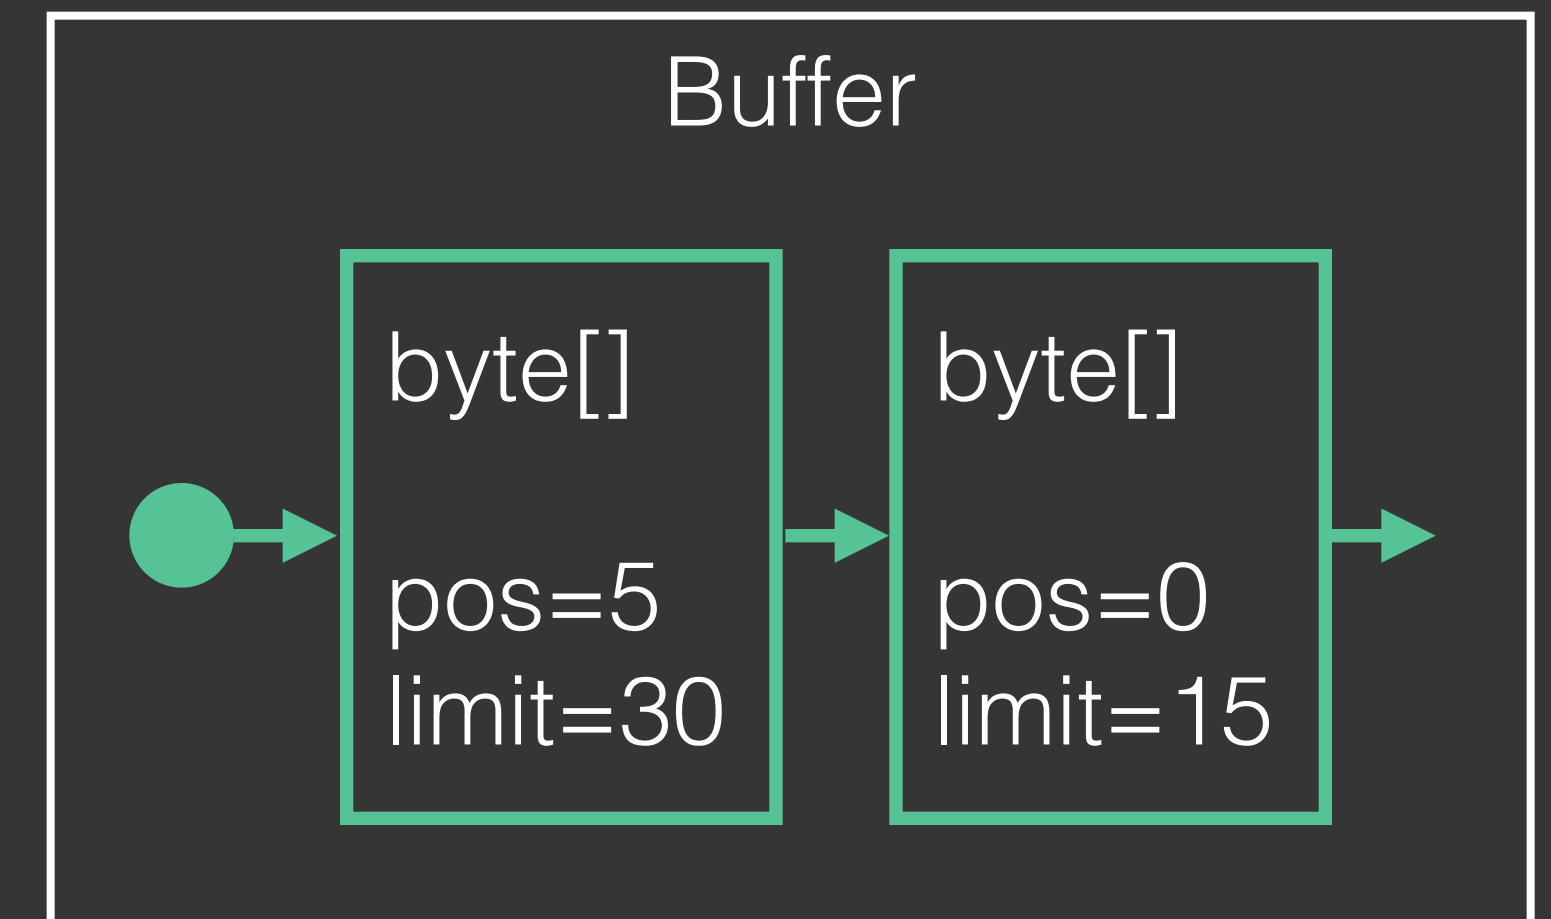 Buffer
byte[]
pos=5
limit=30
byte[]
pos=0
limit=15